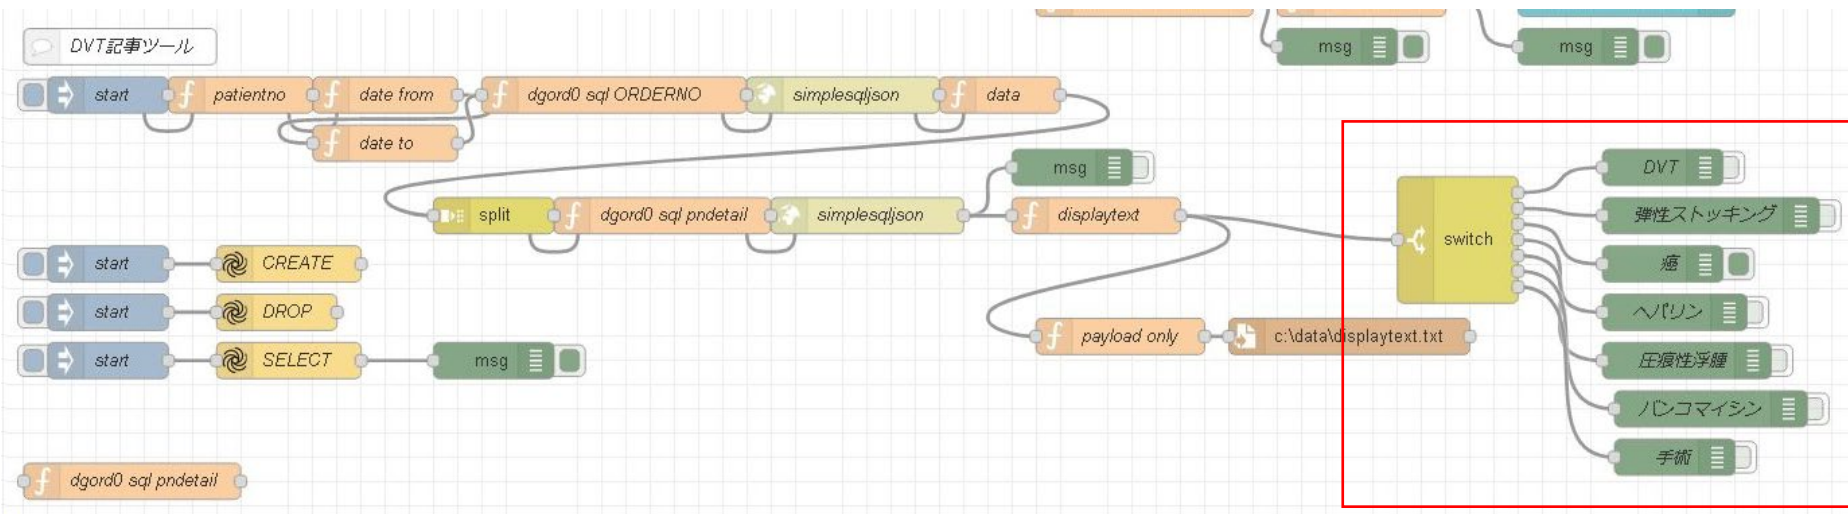 DVT記事ツール
msg
msg
start
patientno
date from
dgord0 sql ORDERNO
simplesqljson
data
date to
msg
split
dgord0 sql pndetail
simplesqljson
displaytext
switch
DVT
弾性ストッキング
癌
ヘパリン
圧痕性浮腫
バンコマイシン
手術
start
CREATE
start
DROP
start
SELECT
msg
payload only
c:\data\displaytext.txt
dgord0 sql pndetail